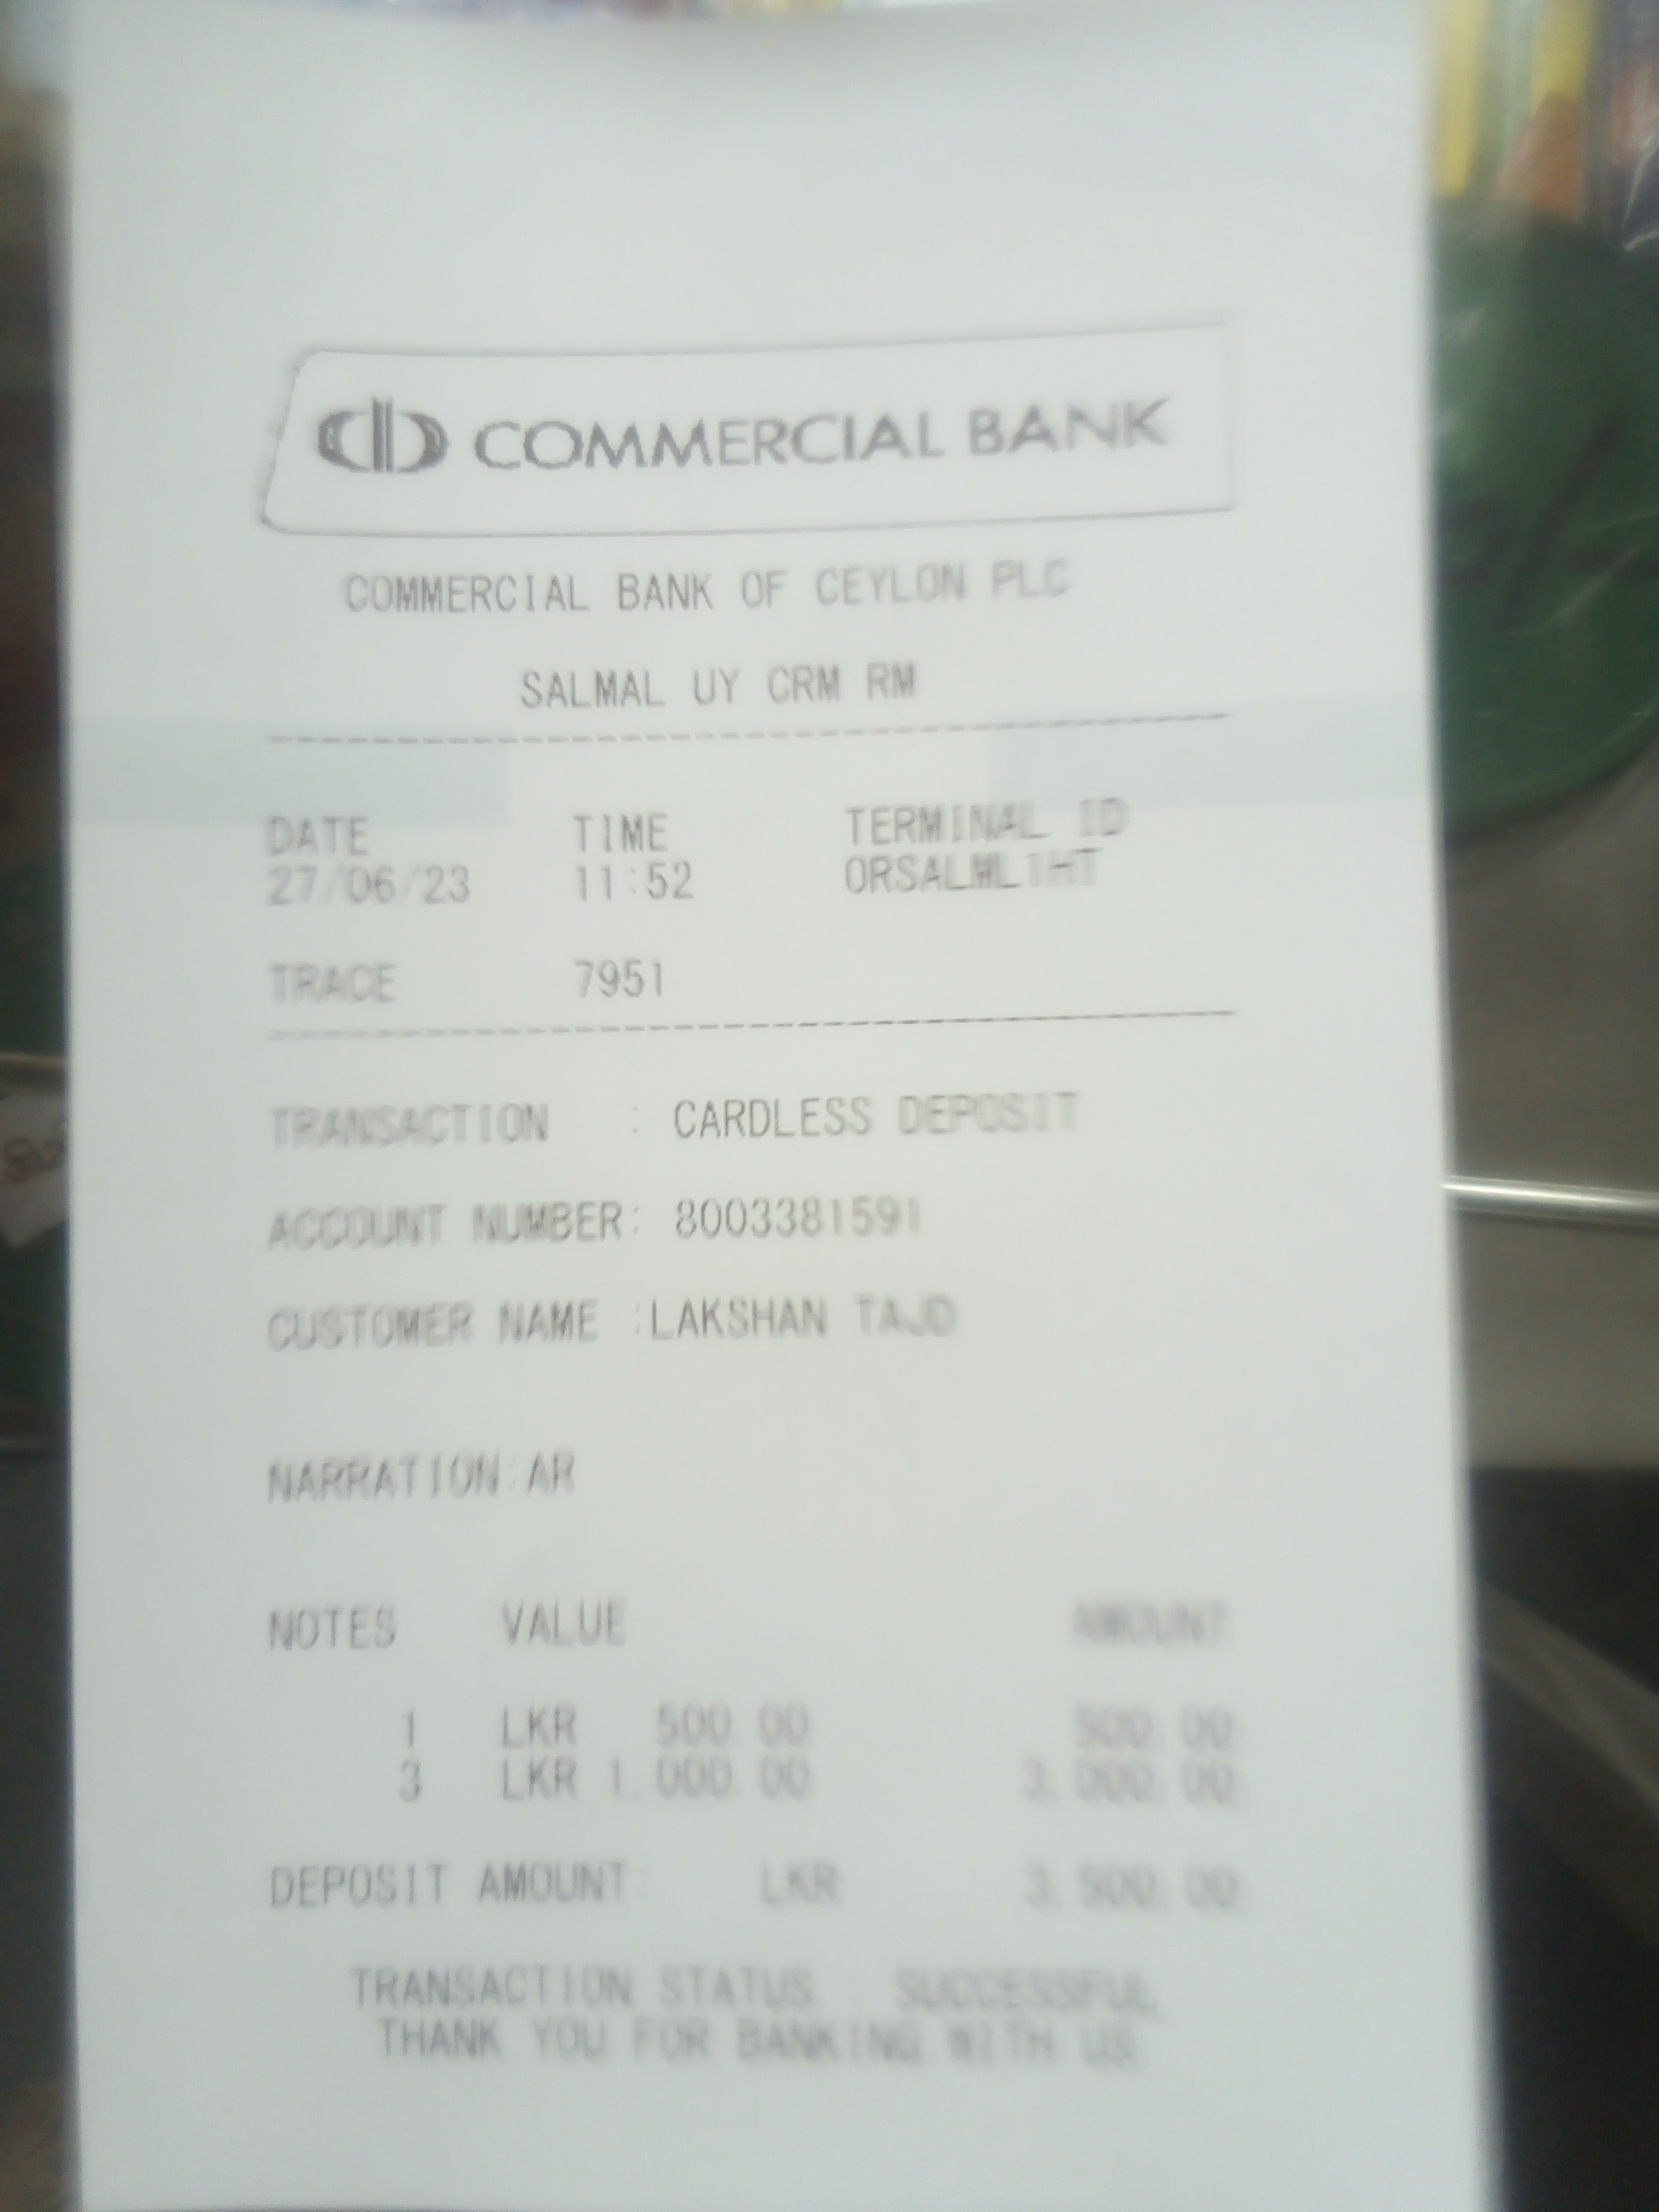 COMMERCIAL BANK
COMMERCIAL BANK OF CEYLON PLC
SALMAL UY CRM RM
DATE TIME TERMINAL ID
27/06/23 11:52 ORSALML1HT
TRACE 7951
TRANSACTION : CARDLESS DEPOSIT
ACCOUNT NUMBER: 8003381591
CUSTOMER NAME :LAKSHAN TAJD
NARRATION:AR
NOTES VALUE AMOUNT
1 LKR 500.00 500.00
3 LKR 1,000.00 3,000.00
DEPOSIT AMOUNT: LKR 3,500.00
TRANSACTION STATUS : SUCCESSFUL
THANK YOU FOR BANKING WITH US